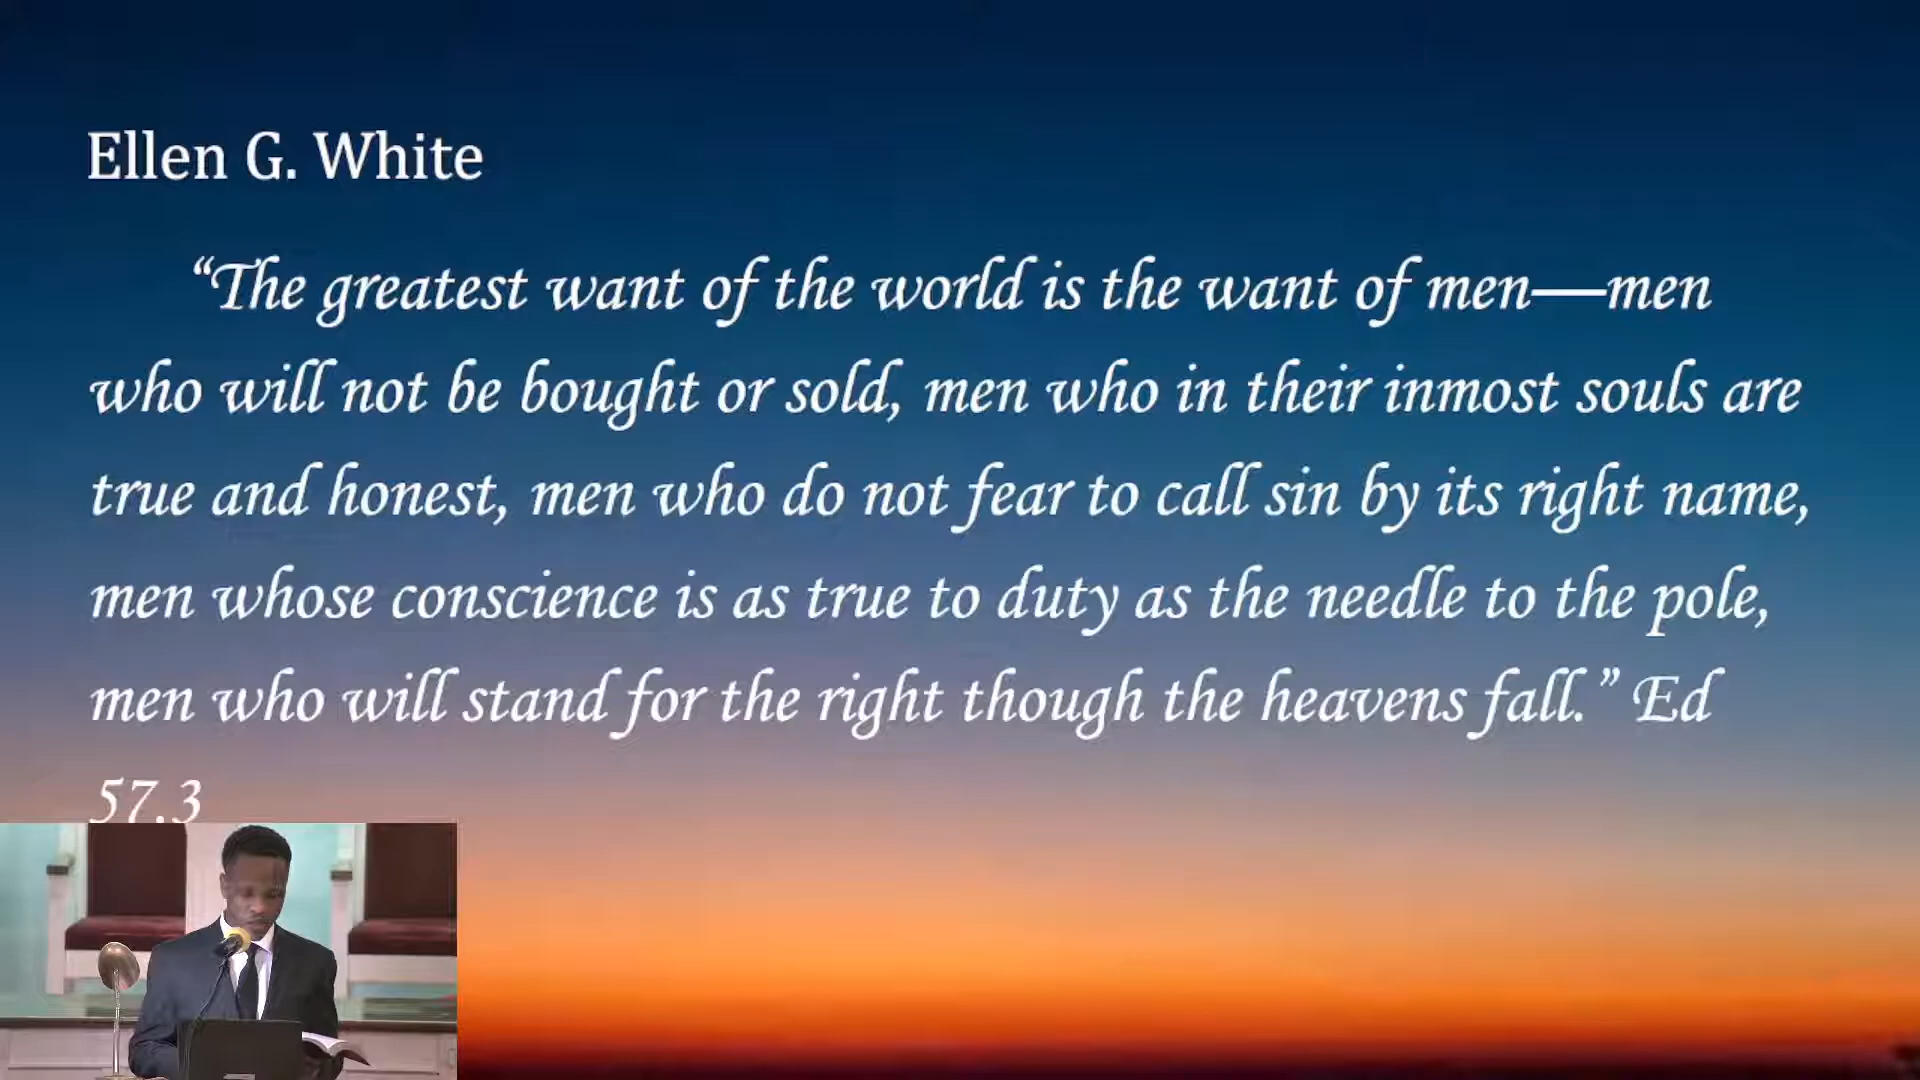 Ellen G. White
“The greatest want of the world is the want of men—men
who will not be bought or sold, men who in their inmost souls are
true and honest, men who do not fear to call sin by its right name,
men whose conscience is as true to duty as the needle to the pole,
men who will stand for the right though the heavens fall.” Ed
57.3